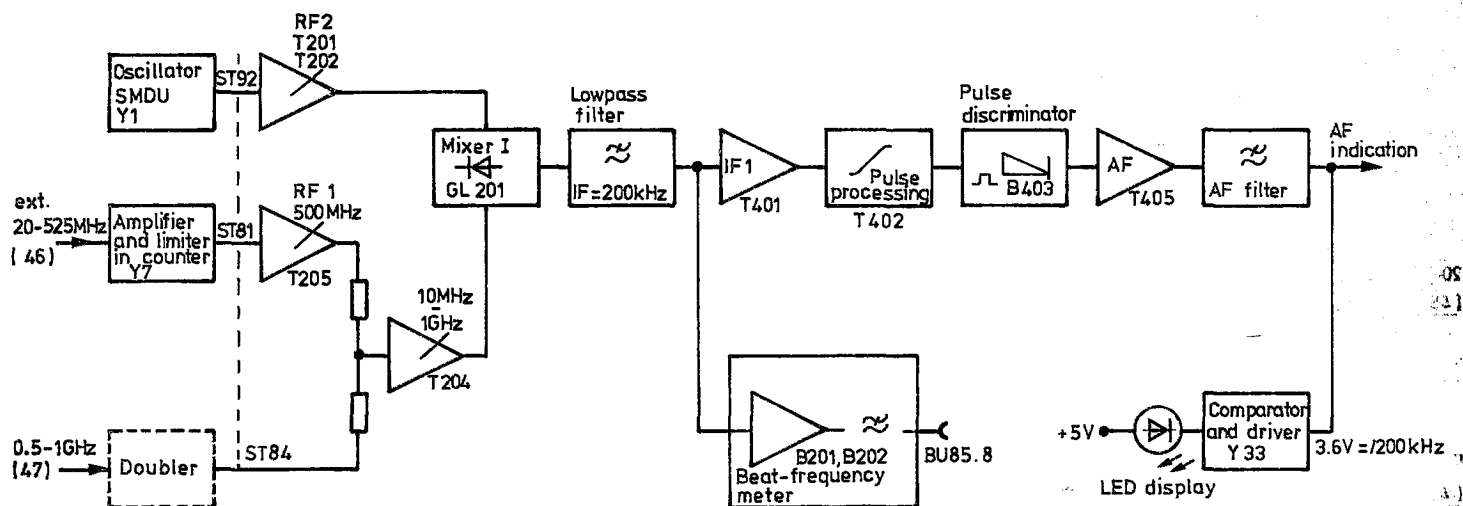 RF2
T201
T202
Oscillator
SMDU
Y1
ST92
Mixer I
GL 201
Lowpass
filter
IF=200kHz
IF1
T401
Pulse
processing
T402
Pulse
discriminator
B403
AF
T405
AF filter
AF
indication
ext.
20-525MHz
(46)
Amplifier
and limiter
in counter
Y7
ST81
RF 1
500MHz
T205
10MHz
1GHz
T204
0.5-1GHz
(47)
Doubler
ST84
B201, B202
Beat-frequency
meter
BU85.8
+5V
LED display
Comparator
and driver
Y 33
3.6V=/200kHz